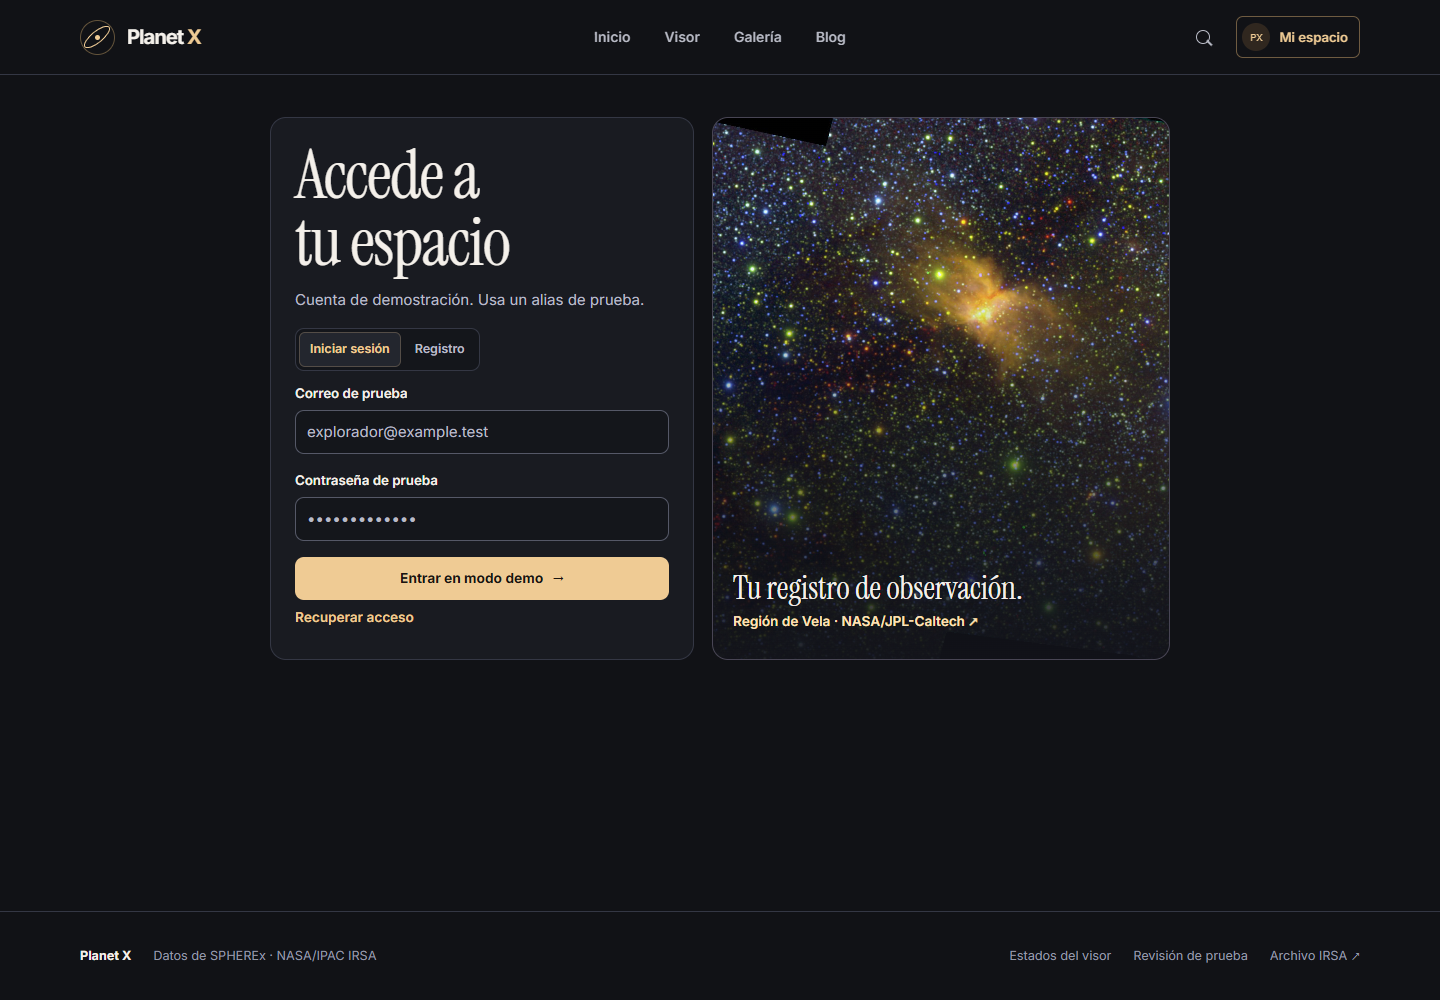 Planet X
Inicio
Visor
Galería
Blog
PX
Mi espacio
Accede a
tu espacio
Cuenta de demostración. Usa un alias de prueba.
Iniciar sesión
Registro
Correo de prueba
explorador@example.test
Contraseña de prueba
•••••••••••••
Entrar en modo demo →
Recuperar acceso
Tu registro de observación.
Región de Vela · NASA/JPL-Caltech ↗
Planet X
Datos de SPHEREx · NASA/IPAC IRSA
Estados del visor
Revisión de prueba
Archivo IRSA ↗